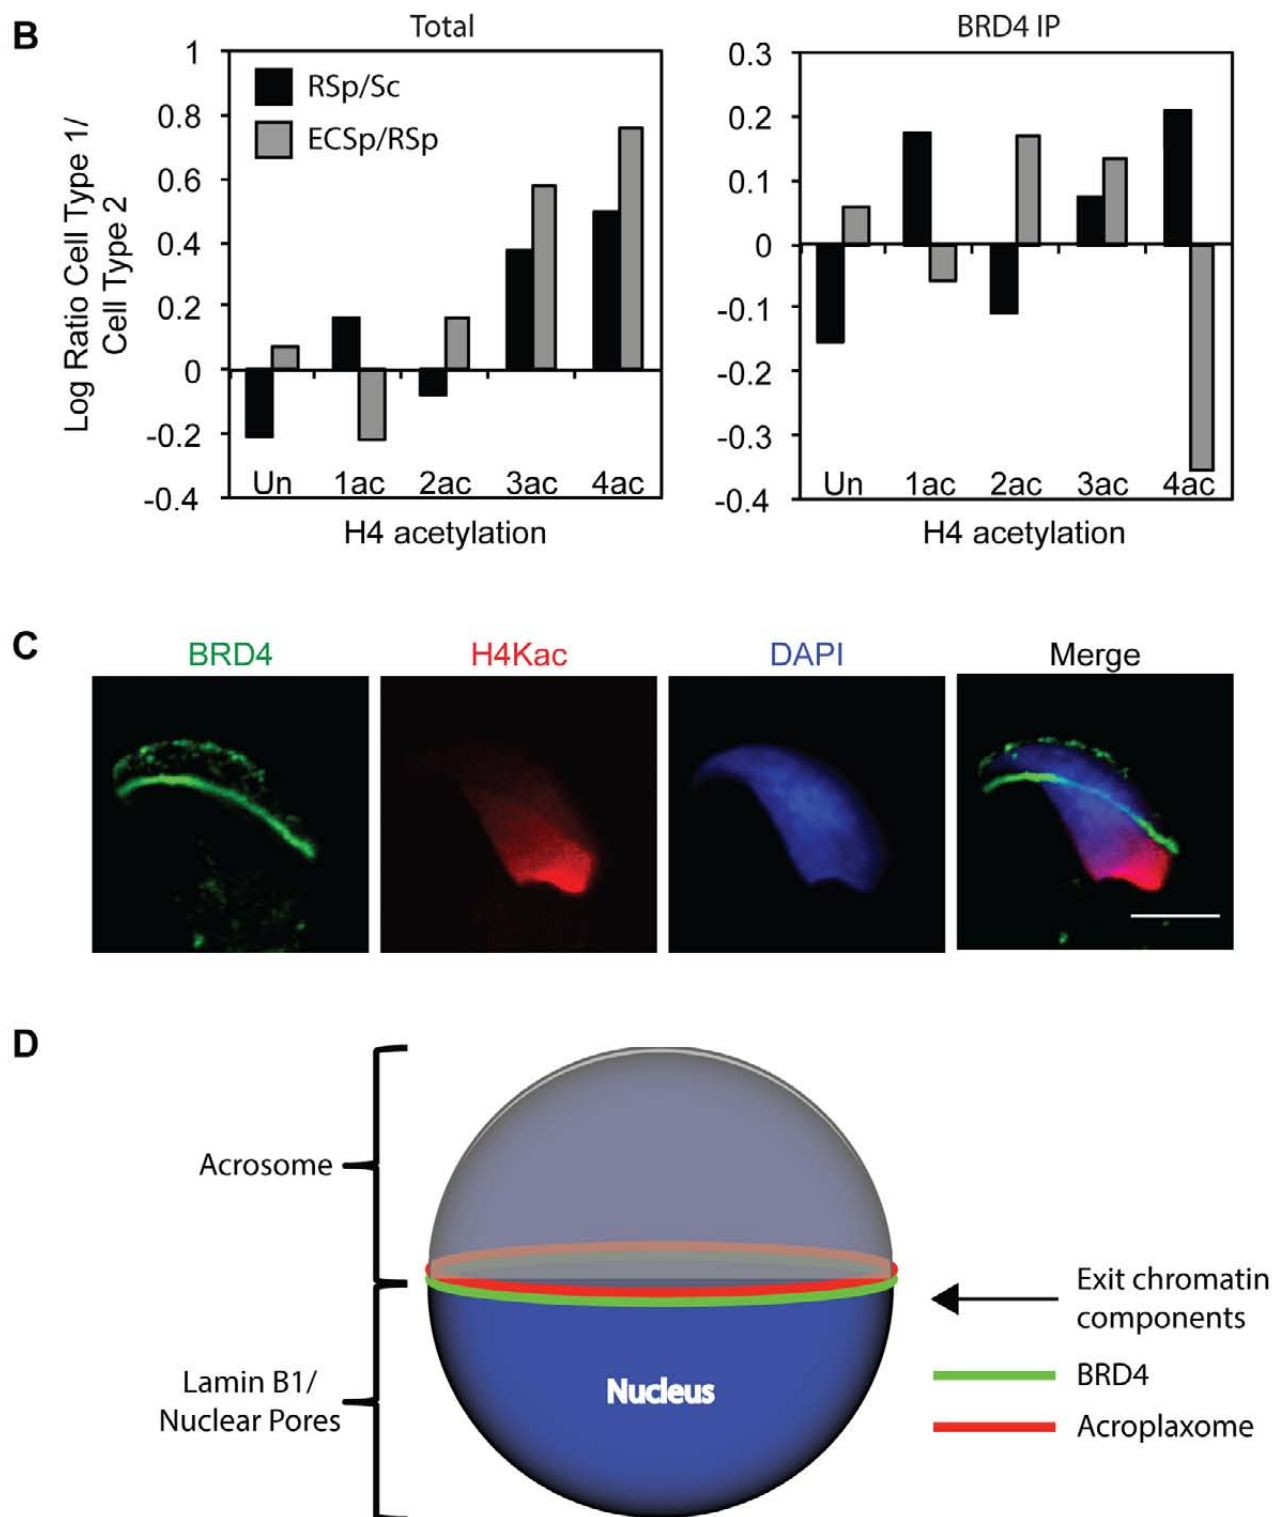 B
Total
BRD4 IP
Log Ratio Cell Type 1/
Cell Type 2
1
0.8
0.6
0.4
0.2
0
-0.2
-0.4
RSp/Sc
ECSp/RSp
Un 1ac 2ac 3ac 4ac
H4 acetylation
0.3
0.2
0.1
0
-0.1
-0.2
-0.3
-0.4
Un 1ac 2ac 3ac 4ac
H4 acetylation
C
BRD4 H4Kac DAPI Merge
D
Acrosome
Lamin B1/
Nuclear Pores
Nucleus
Exit chromatin
components
BRD4
Acroplaxome